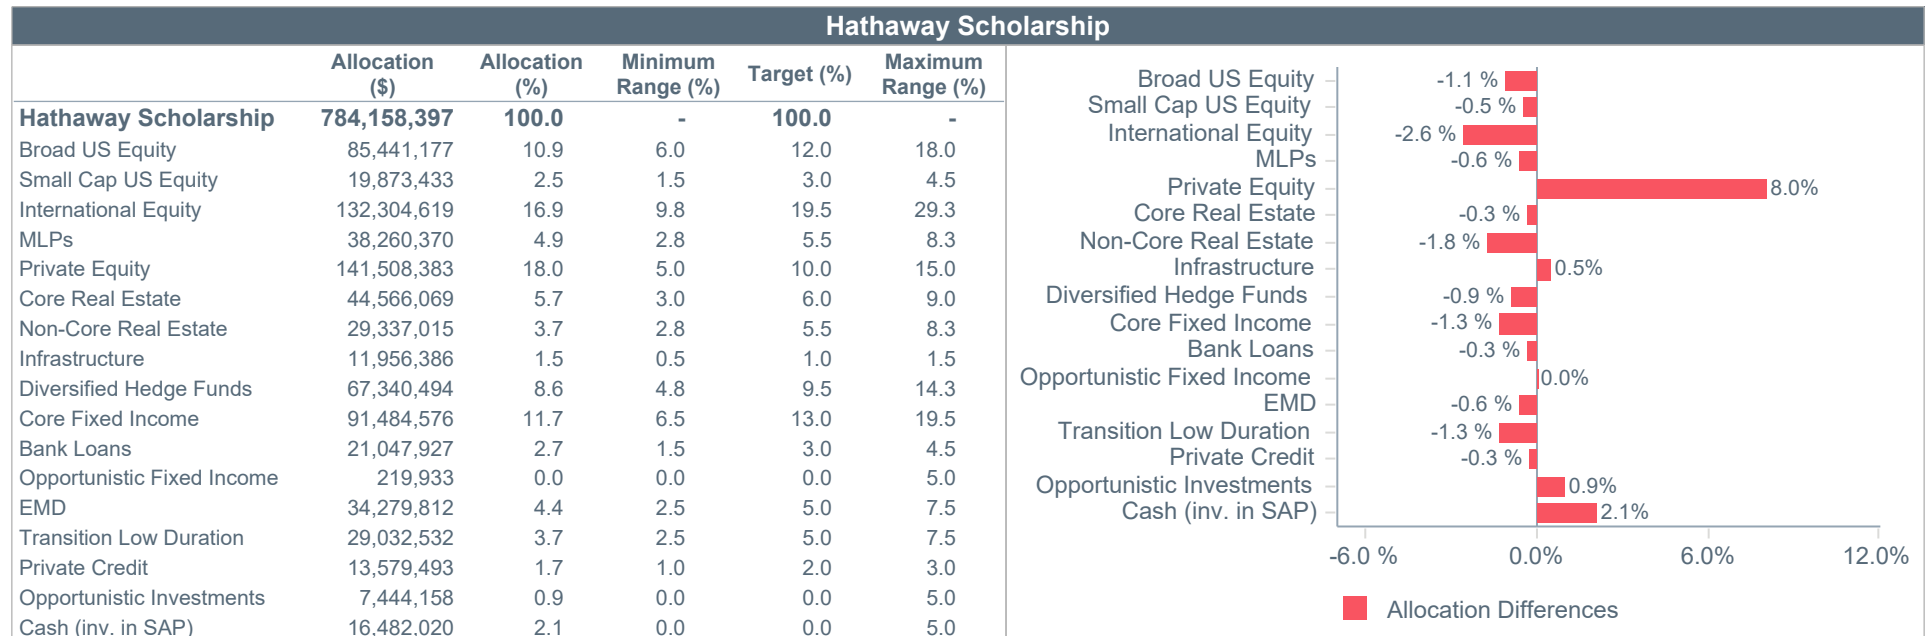 Hathaway Scholarship
Allocation ($) Allocation (%) Minimum Range (%) Target (%) Maximum Range (%)
Hathaway Scholarship 784,158,397 100.0 - 100.0 -
Broad US Equity 85,441,177 10.9 6.0 12.0 18.0
Small Cap US Equity 19,873,433 2.5 1.5 3.0 4.5
International Equity 132,304,619 16.9 9.8 19.5 29.3
MLPs 38,260,370 4.9 2.8 5.5 8.3
Private Equity 141,508,383 18.0 5.0 10.0 15.0
Core Real Estate 44,566,069 5.7 3.0 6.0 9.0
Non-Core Real Estate 29,337,015 3.7 2.8 5.5 8.3
Infrastructure 11,956,386 1.5 0.5 1.0 1.5
Diversified Hedge Funds 67,340,494 8.6 4.8 9.5 14.3
Core Fixed Income 91,484,576 11.7 6.5 13.0 19.5
Bank Loans 21,047,927 2.7 1.5 3.0 4.5
Opportunistic Fixed Income 219,933 0.0 0.0 0.0 5.0
EMD 34,279,812 4.4 2.5 5.0 7.5
Transition Low Duration 29,032,532 3.7 2.5 5.0 7.5
Private Credit 13,579,493 1.7 1.0 2.0 3.0
Opportunistic Investments 7,444,158 0.9 0.0 0.0 5.0
Cash (inv. in SAP) 16,482,020 2.1 0.0 0.0 5.0
Broad US Equity -1.1 %
Small Cap US Equity -0.5 %
International Equity -2.6 %
MLPs -0.6 %
Private Equity 8.0%
Core Real Estate -0.3 %
Non-Core Real Estate -1.8 %
Infrastructure 0.5%
Diversified Hedge Funds -0.9 %
Core Fixed Income -1.3 %
Bank Loans -0.3 %
Opportunistic Fixed Income 0.0%
EMD -0.6 %
Transition Low Duration -1.3 %
Private Credit -0.3 %
Opportunistic Investments 0.9%
Cash (inv. in SAP) 2.1%
-6.0 % 0.0% 6.0% 12.0%
Allocation Differences